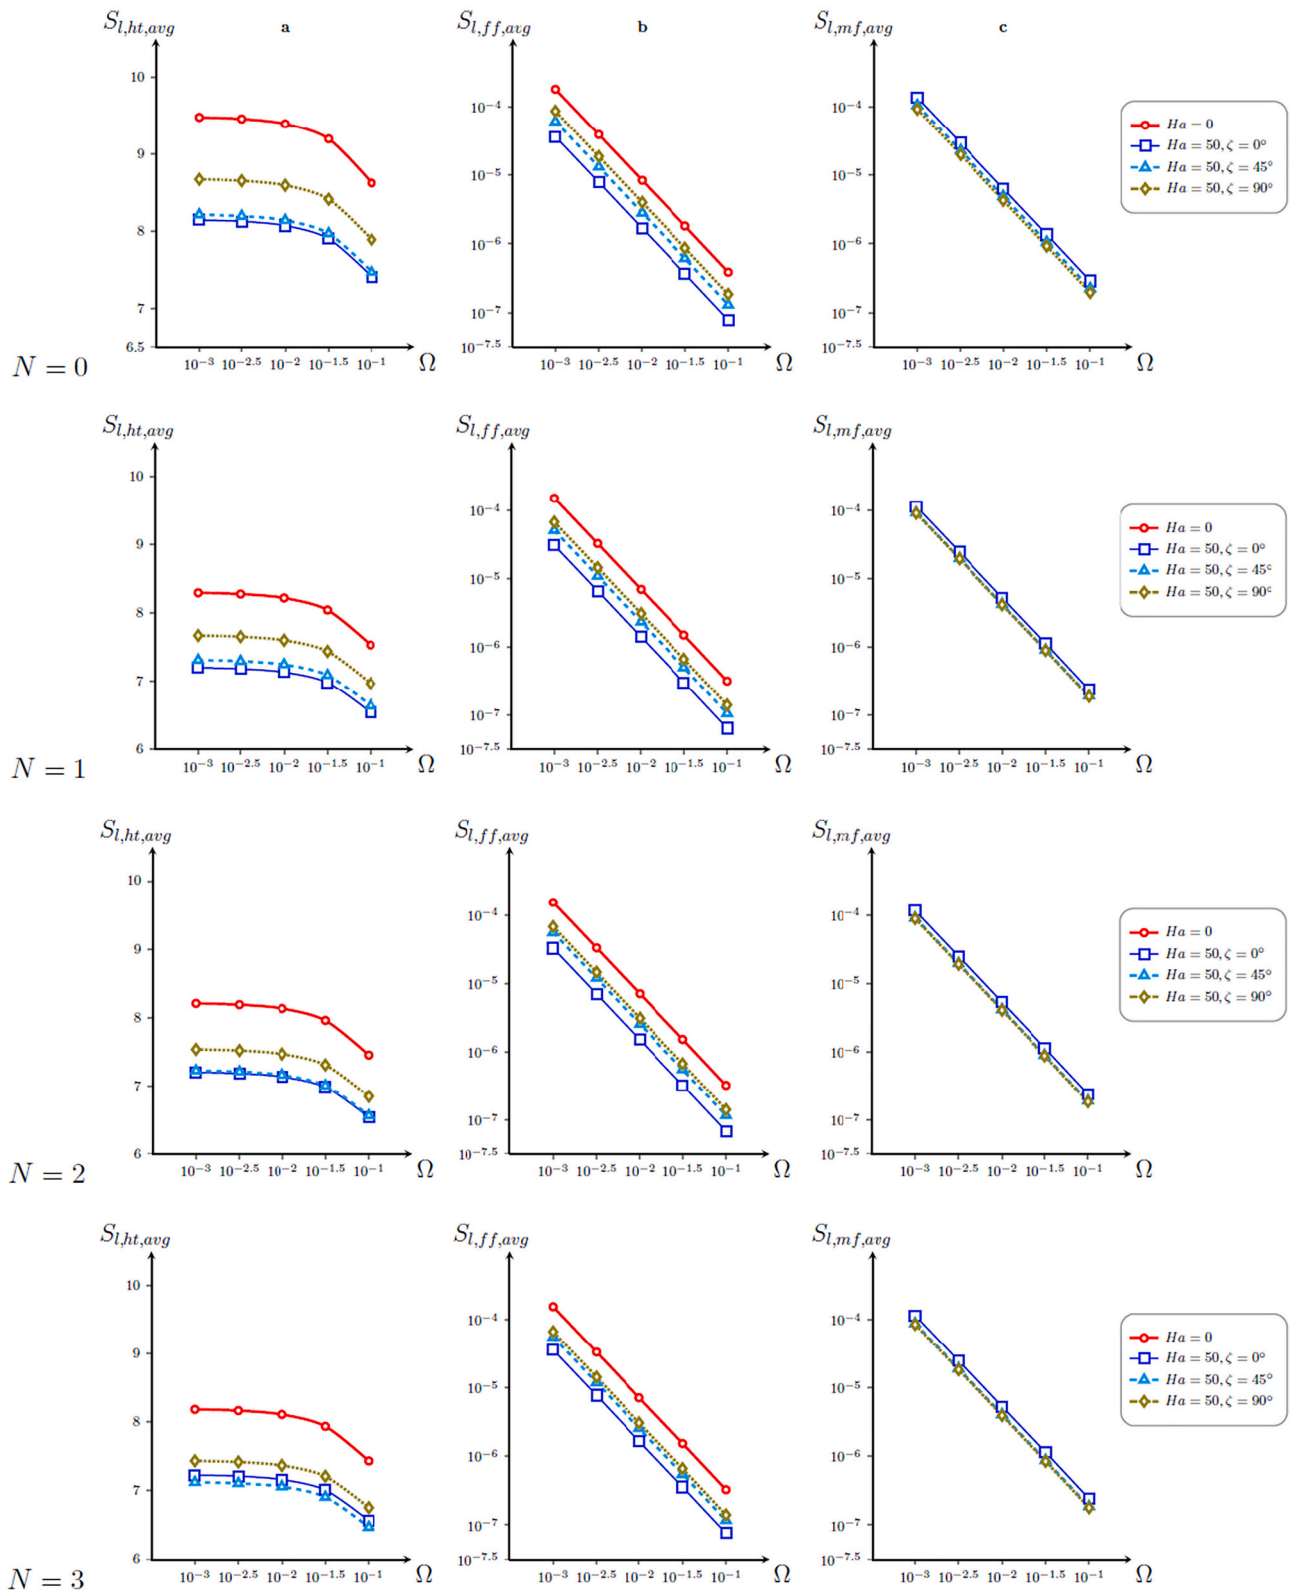 S_{l,ht,avg} a S_{l,ff,avg} b S_{l,mf,avg} c
10 9 8 7 6.5
10^{-3} 10^{-2.5} 10^{-2} 10^{-1.5} 10^{-1} Ω
10^{-4} 10^{-5} 10^{-6} 10^{-7} 10^{-7.5}
10^{-3} 10^{-2.5} 10^{-2} 10^{-1.5} 10^{-1} Ω
10^{-4} 10^{-5} 10^{-6} 10^{-7} 10^{-7.5}
10^{-3} 10^{-2.5} 10^{-2} 10^{-1.5} 10^{-1} Ω
Ha − 0
Ha = 50, ζ = 0°
Ha = 50, ζ = 45°
Ha = 50, ζ = 90°
N = 0
S_{l,ht,avg} S_{l,ff,avg} S_{l,mf,avg}
10 9 8 7 6
10^{-3} 10^{-2.5} 10^{-2} 10^{-1.5} 10^{-1} Ω
10^{-4} 10^{-5} 10^{-6} 10^{-7} 10^{-7.5}
10^{-3} 10^{-2.5} 10^{-2} 10^{-1.5} 10^{-1} Ω
10^{-4} 10^{-5} 10^{-6} 10^{-7} 10^{-7.5}
10^{-3} 10^{-2.5} 10^{-2} 10^{-1.5} 10^{-1} Ω
Ha = 0
Ha = 50, ζ = 0°
Ha = 50, ζ = 45°
Ha = 50, ζ = 90°
N = 1
S_{l,ht,avg} S_{l,ff,avg} S_{l,mf,avg}
10 9 8 7 6
10^{-3} 10^{-2.5} 10^{-2} 10^{-1.5} 10^{-1} Ω
10^{-4} 10^{-5} 10^{-6} 10^{-7} 10^{-7.5}
10^{-3} 10^{-2.5} 10^{-2} 10^{-1.5} 10^{-1} Ω
10^{-4} 10^{-5} 10^{-6} 10^{-7} 10^{-7.5}
10^{-3} 10^{-2.5} 10^{-2} 10^{-1.5} 10^{-1} Ω
Ha = 0
Ha = 50, ζ = 0°
Ha = 50, ζ = 45°
Ha = 50, ζ = 90°
N = 2
S_{l,ht,avg} S_{l,ff,avg} S_{l,mf,avg}
10 9 8 7 6
10^{-3} 10^{-2.5} 10^{-2} 10^{-1.5} 10^{-1} Ω
10^{-4} 10^{-5} 10^{-6} 10^{-7} 10^{-7.5}
10^{-3} 10^{-2.5} 10^{-2} 10^{-1.5} 10^{-1} Ω
10^{-4} 10^{-5} 10^{-6} 10^{-7} 10^{-7.5}
10^{-3} 10^{-2.5} 10^{-2} 10^{-1.5} 10^{-1} Ω
Ha = 0
Ha = 50, ζ = 0°
Ha = 50, ζ = 45°
Ha = 50, ζ = 90°
N = 3